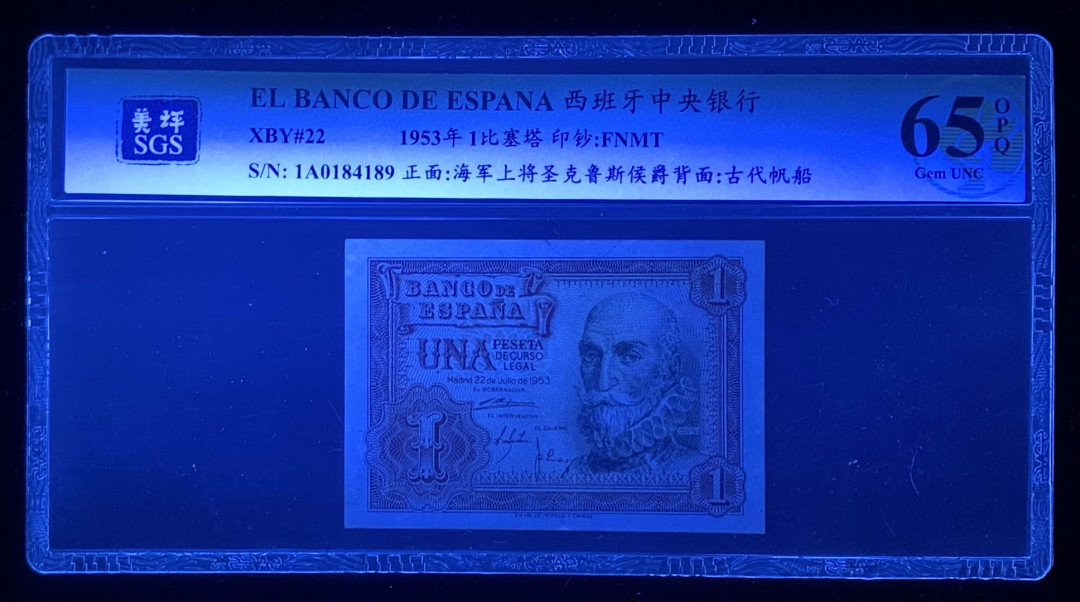 美评
SGS
EL BANCO DE ESPANA 西班牙中央银行
XBY#22 1953年 1比塞塔 印钞:FNMT
S/N: 1A0184189 正面:海军上将圣克鲁斯侯爵背面:古代帆船
65
OPQ
Gem UNC
BANCO DE
ESPAÑA
1
UNA PESETA
DE CURSO
LEGAL
Madrid 22 de Julio de 1953
EL GOBERNADOR,
EL INTERVENTOR
EL CAJERO
1
1